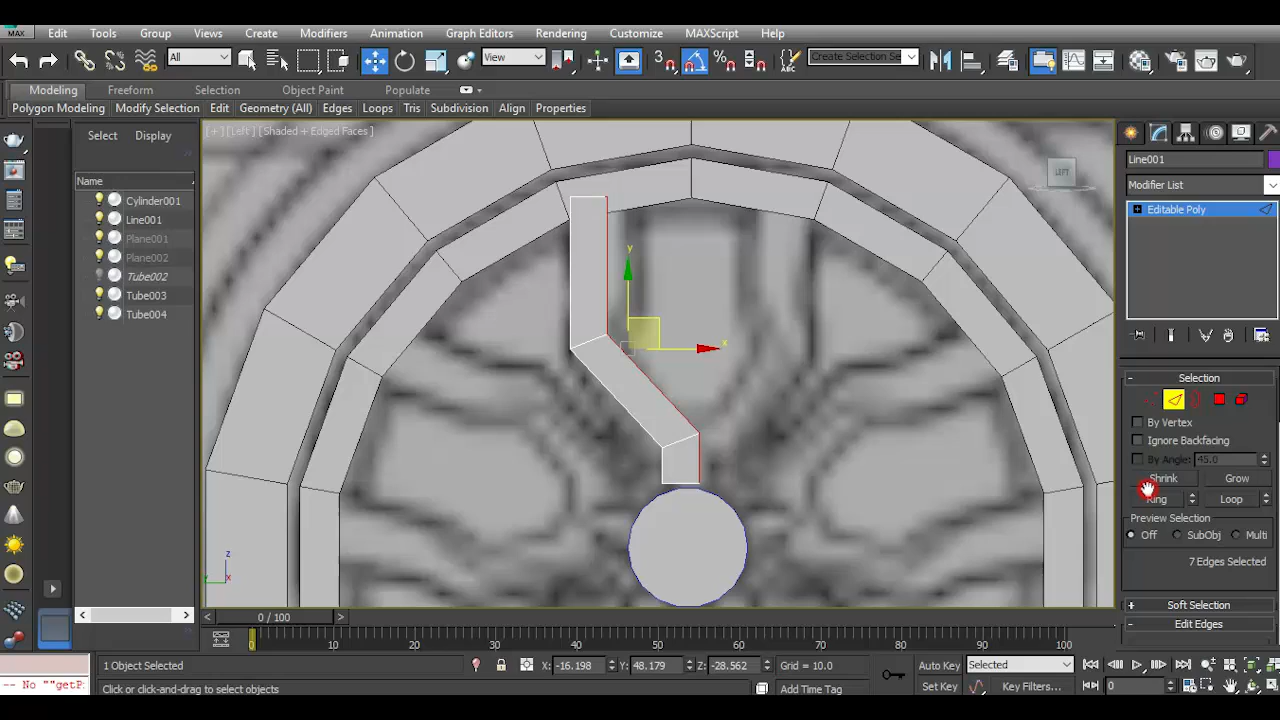 MAX Edit Tools Group Views Create Modifiers Animation Graph Editors Rendering Customize MAXScript Help
All View 3 Create Selection Se
Modeling Freeform Selection Object Paint Populate
Polygon Modeling Modify Selection Edit Geometry (All) Edges Loops Tris Subdivision Align Properties
Select Display
[+] [Left] [Shaded + Edged Faces]
Name
Cylinder001
Line001
Plane001
Plane002
Tube002
Tube003
Tube004
LEFT
y
x
z
x
Line001
Modifier List
Editable Poly
Selection
By Vertex
Ignore Backfacing
By Angle: 45.0
Shrink Grow
Ring Loop
Preview Selection
Off SubObj Multi
7 Edges Selected
Soft Selection
Edit Edges
0 / 100
0 10 20 30 40 50 60 70 80 90 100
1 Object Selected X: -16.198 Y: 48.179 Z: -28.562 Grid = 10.0 Auto Key Selected
-- No ""getP Click or click-and-drag to select objects Add Time Tag Set Key Key Filters... 0